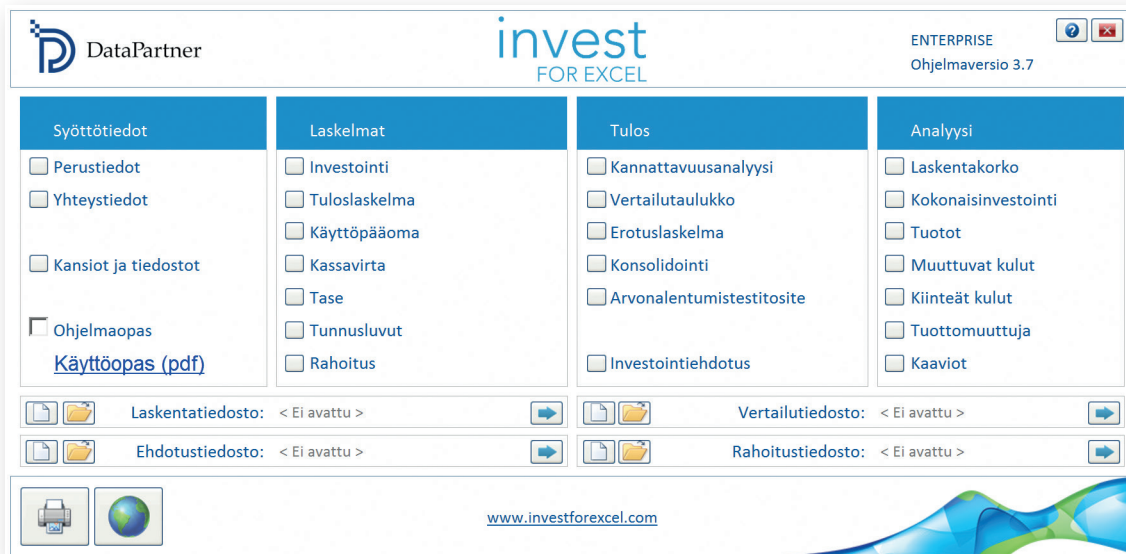 DataPartner
invest
FOR EXCEL
ENTERPRISE
Ohjelmaversio 3.7
Syöttötiedot
Perustiedot
Yhteystiedot
Kansiot ja tiedostot
Ohjelmaopas
Käyttöopas (pdf)
Laskelmat
Investointi
Tuloslaskelma
Käyttöpääoma
Kassavirta
Tase
Tunnusluvut
Rahoitus
Tulos
Kannattavuusanalyysi
Vertailutaulukko
Erotuslaskelma
Konsolidointi
Arvonalentumistestitosite
Investointiehdotus
Analyysi
Laskentakorko
Kokonaisinvestointi
Tuotot
Muuttuvat kulut
Kiinteät kulut
Tuottomuuttuja
Kaaviot
Laskentatiedosto: < Ei avattu >
Vertailutiedosto: < Ei avattu >
Ehdotustiedosto: < Ei avattu >
Rahoitustiedosto: < Ei avattu >
www.investforexcel.com